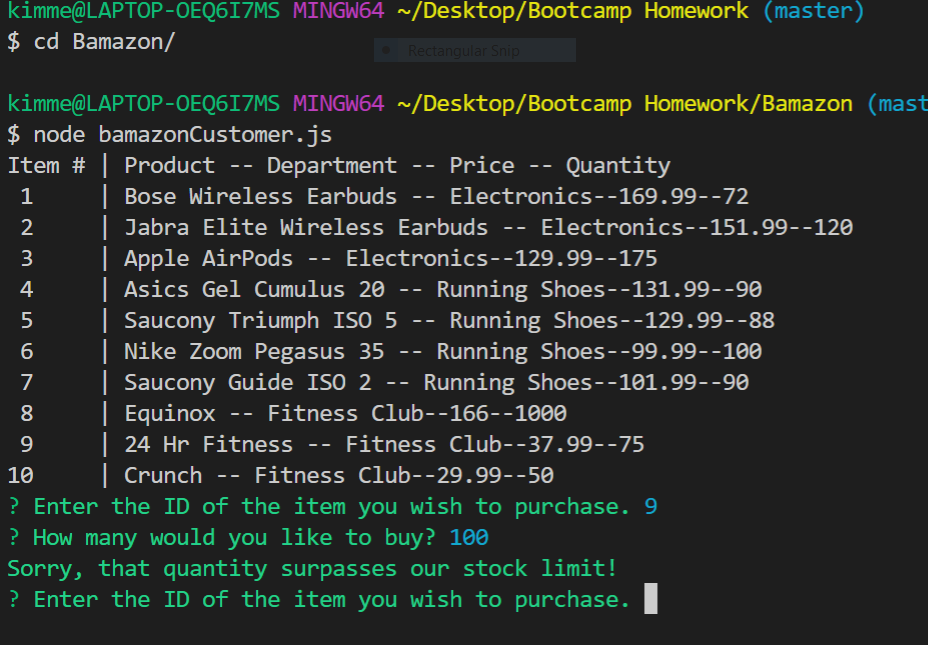 kimme@LAPTOP-OEQ6I7MS MINGW64 ~/Desktop/Bootcamp Homework (master)
$ cd Bamazon/
Rectangular Snip
kimme@LAPTOP-OEQ6I7MS MINGW64 ~/Desktop/Bootcamp Homework/Bamazon (mast
$ node bamazonCustomer.js
Item # | Product -- Department -- Price -- Quantity
1 | Bose Wireless Earbuds -- Electronics--169.99--72
2 | Jabra Elite Wireless Earbuds -- Electronics--151.99--120
3 | Apple AirPods -- Electronics--129.99--175
4 | Asics Gel Cumulus 20 -- Running Shoes--131.99--90
5 | Saucony Triumph ISO 5 -- Running Shoes--129.99--88
6 | Nike Zoom Pegasus 35 -- Running Shoes--99.99--100
7 | Saucony Guide ISO 2 -- Running Shoes--101.99--90
8 | Equinox -- Fitness Club--166--1000
9 | 24 Hr Fitness -- Fitness Club--37.99--75
10 | Crunch -- Fitness Club--29.99--50
? Enter the ID of the item you wish to purchase. 9
? How many would you like to buy? 100
Sorry, that quantity surpasses our stock limit!
? Enter the ID of the item you wish to purchase.